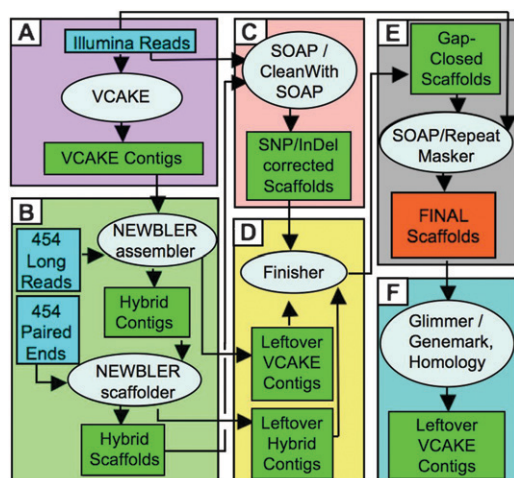 A
Illumina Reads
VCAKE
VCAKE Contigs
B
454
Long
Reads
NEWBLER
assembler
Hybrid
Contigs
454
Paired
Ends
NEWBLER
scaffolder
Hybrid
Scaffolds
C
SOAP /
CleanWith
SOAP
SNP/InDel
corrected
Scaffolds
D
Finisher
Leftover
VCAKE
Contigs
Leftover
Hybrid
Contigs
E
Gap-
Closed
Scaffolds
SOAP/Repeat
Masker
FINAL
Scaffolds
F
Glimmer /
Genemark,
Homology
Leftover
VCAKE
Contigs